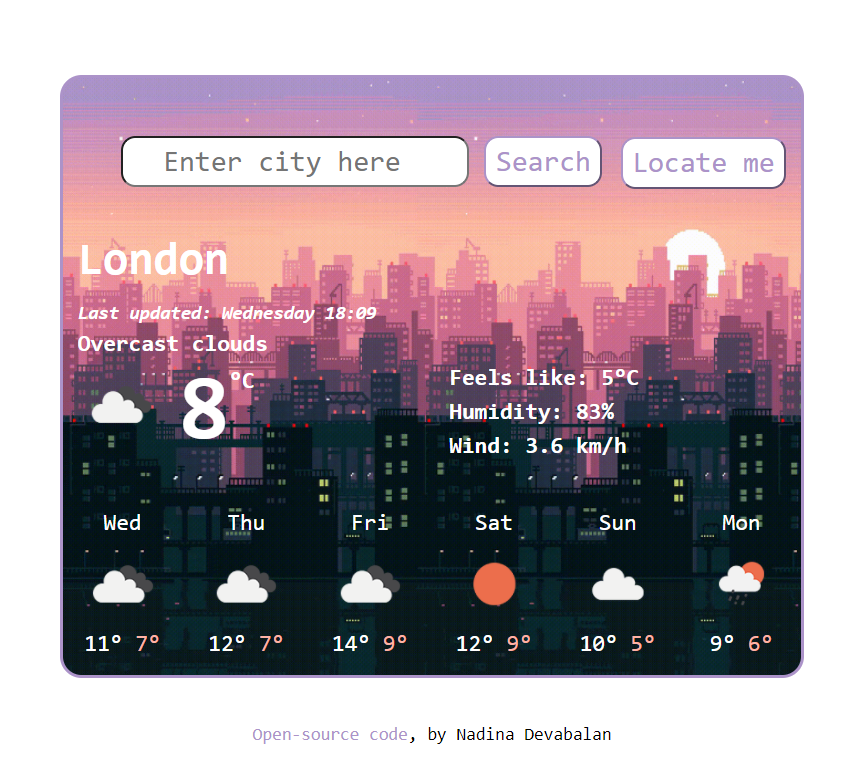 Enter city here Search Locate me
London
Last updated: Wednesday 18:09
Overcast clouds
8 °C
Feels like: 5°C
Humidity: 83%
Wind: 3.6 km/h
Wed Thu Fri Sat Sun Mon
11° 7° 12° 7° 14° 9° 12° 9° 10° 5° 9° 6°
Open-source code, by Nadina Devabalan